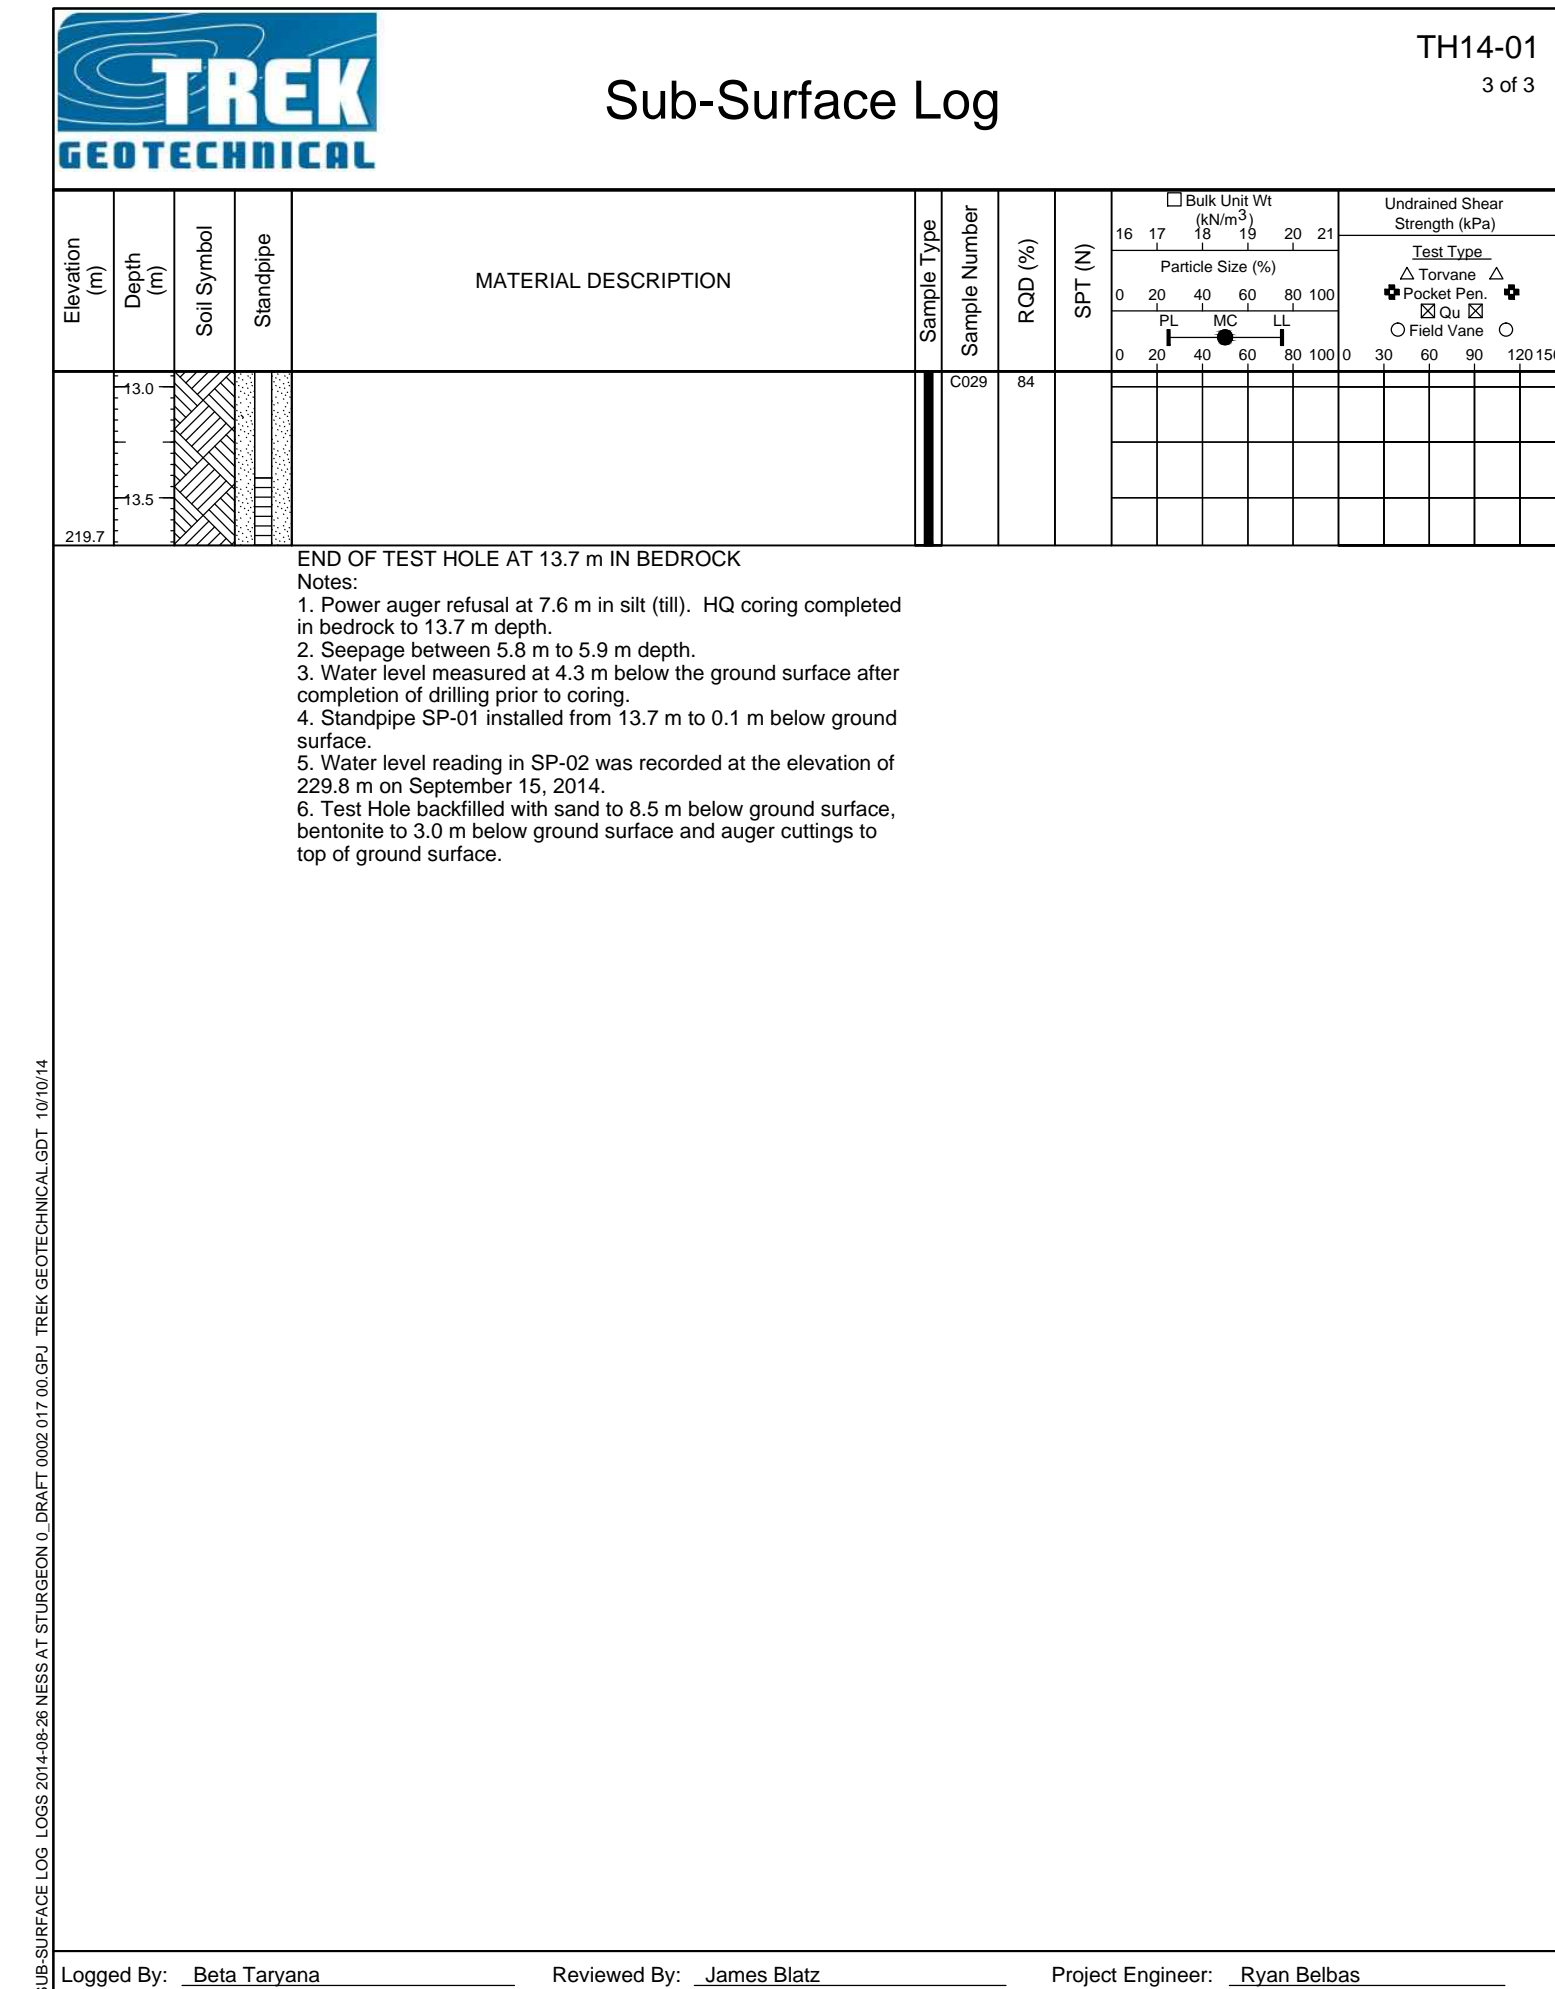 TREK
GEOTECHNICAL
Sub-Surface Log
TH14-01
3 of 3
Elevation
(m)
Depth
(m)
Soil Symbol
Standpipe
MATERIAL DESCRIPTION
Sample Type
Sample Number
RQD (%)
SPT (N)
Bulk Unit Wt
(kN/m3)
16 17 18 19 20 21
Particle Size (%)
0 20 40 60 80 100
PL MC LL
0 20 40 60 80 100
Undrained Shear
Strength (kPa)
Test Type
Torvane
Pocket Pen.
Qu
Field Vane
0 30 60 90 120 150
13.0
C029 84
13.5
219.7
END OF TEST HOLE AT 13.7 m IN BEDROCK
Notes:
1. Power auger refusal at 7.6 m in silt (till). HQ coring completed
in bedrock to 13.7 m depth.
2. Seepage between 5.8 m to 5.9 m depth.
3. Water level measured at 4.3 m below the ground surface after
completion of drilling prior to coring.
4. Standpipe SP-01 installed from 13.7 m to 0.1 m below ground
surface.
5. Water level reading in SP-02 was recorded at the elevation of
229.8 m on September 15, 2014.
6. Test Hole backfilled with sand to 8.5 m below ground surface,
bentonite to 3.0 m below ground surface and auger cuttings to
top of ground surface.
SUB-SURFACE LOG LOGS 2014-08-26 NESS AT STURGEON 0_DRAFT 0002 017 00.GPJ TREK GEOTECHNICAL.GDT 10/10/14
Logged By: Beta Taryana Reviewed By: James Blatz Project Engineer: Ryan Belbas